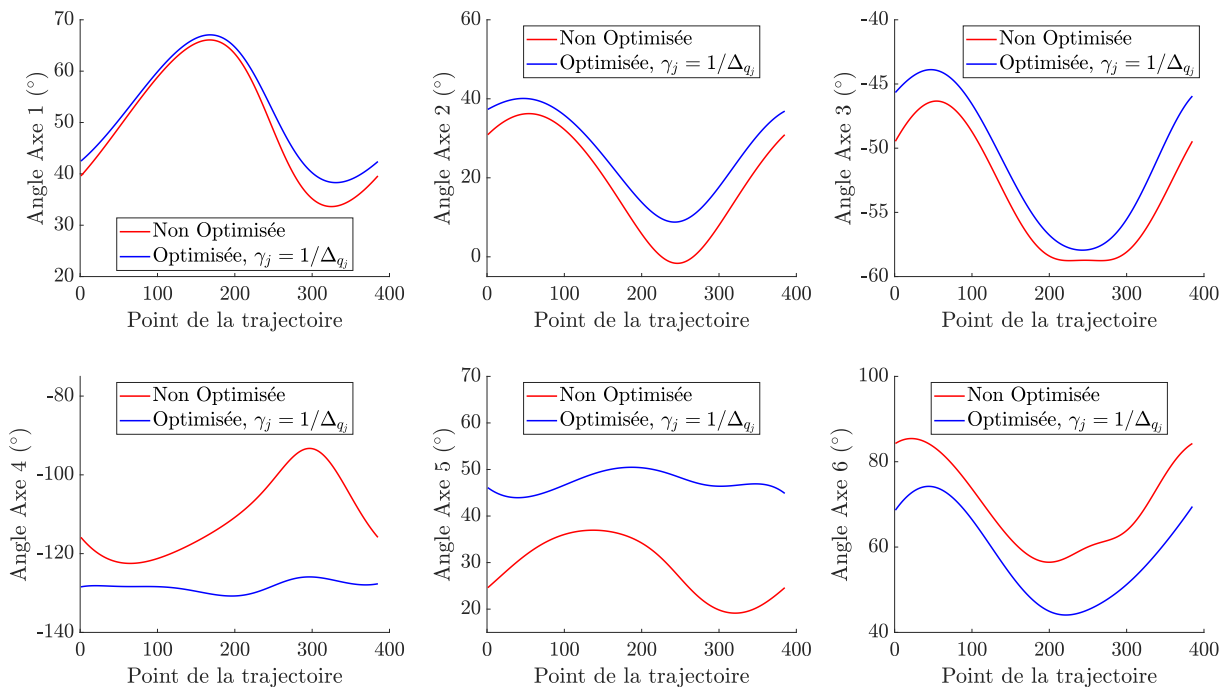 70
60
50
40
30
20
Angle Axe 1 (°)
Non Optimisée
Optimisée, γj = 1/Δqj
0 100 200 300 400
Point de la trajectoire
60
40
20
0
Angle Axe 2 (°)
Non Optimisée
Optimisée, γj = 1/Δqj
0 100 200 300 400
Point de la trajectoire
-40
-45
-50
-55
-60
Angle Axe 3 (°)
Non Optimisée
Optimisée, γj = 1/Δqj
0 100 200 300 400
Point de la trajectoire
-80
-100
-120
-140
Angle Axe 4 (°)
Non Optimisée
Optimisée, γj = 1/Δqj
0 100 200 300 400
Point de la trajectoire
70
60
50
40
30
20
Angle Axe 5 (°)
Non Optimisée
Optimisée, γj = 1/Δqj
0 100 200 300 400
Point de la trajectoire
100
80
60
40
Angle Axe 6 (°)
Non Optimisée
Optimisée, γj = 1/Δqj
0 100 200 300 400
Point de la trajectoire